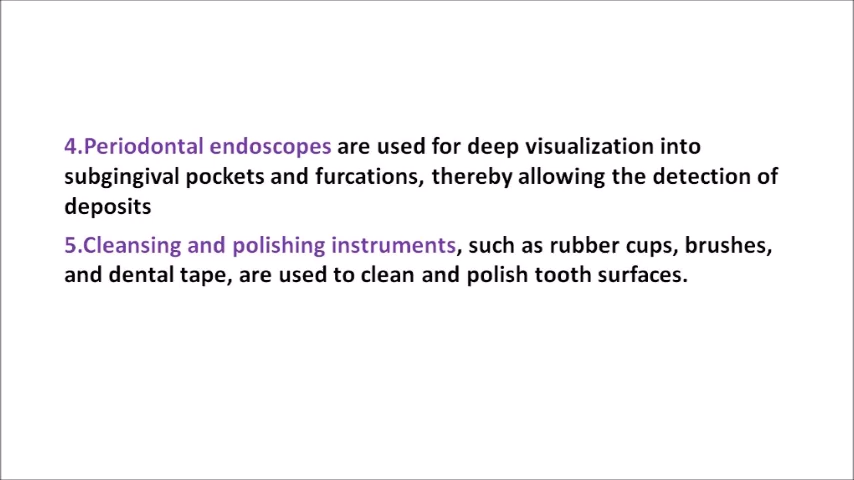 4.Periodontal endoscopes are used for deep visualization into
subgingival pockets and furcations, thereby allowing the detection of
deposits
5.Cleansing and polishing instruments, such as rubber cups, brushes,
and dental tape, are used to clean and polish tooth surfaces.